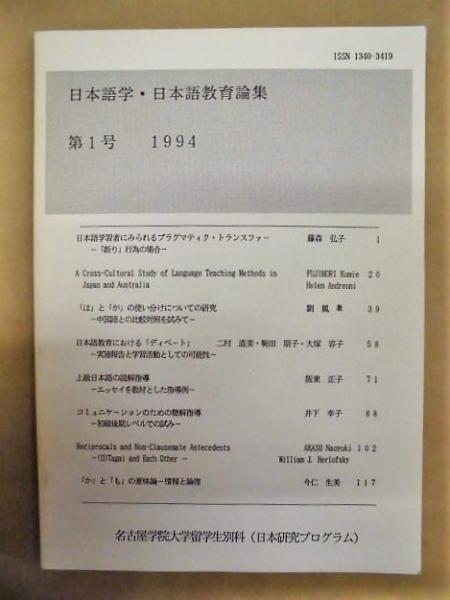 ISSN 1340-3419
日本語学・日本語教育論集
第1号 1994
日本語学習者にみられるプラグマティク・トランスファー 藤森 弘子 1
－「断り」行為の場合－
A Cross-Cultural Study of Language Teaching Methods in FUJIMORI Kumie 20
Japan and Australia Helen Andreoni
「は」と「が」の使い分けについての研究 劉 鳳 39
－中国語との比較対照を試みて－
日本語教育における「ディベート」 二村 直美・駒田 朋子・大塚 容子 58
－実施報告と学習活動としての可能性－
上級日本語の読解指導 阪東 正子 71
－エッセイを教材とした指導例－
コミュニケーションのための聴解指導 井下 幸子 88
－初級後期レベルでの試み－
Reciprocals and Non-Clausemate Antecedents AKASO Naoyuki 102
－(O)Tagai and Each Other － William J. Herlofsky
「か」と「も」の意味論－情報と論理 今仁 生美 117
名古屋学院大学留学生別科（日本研究プログラム）